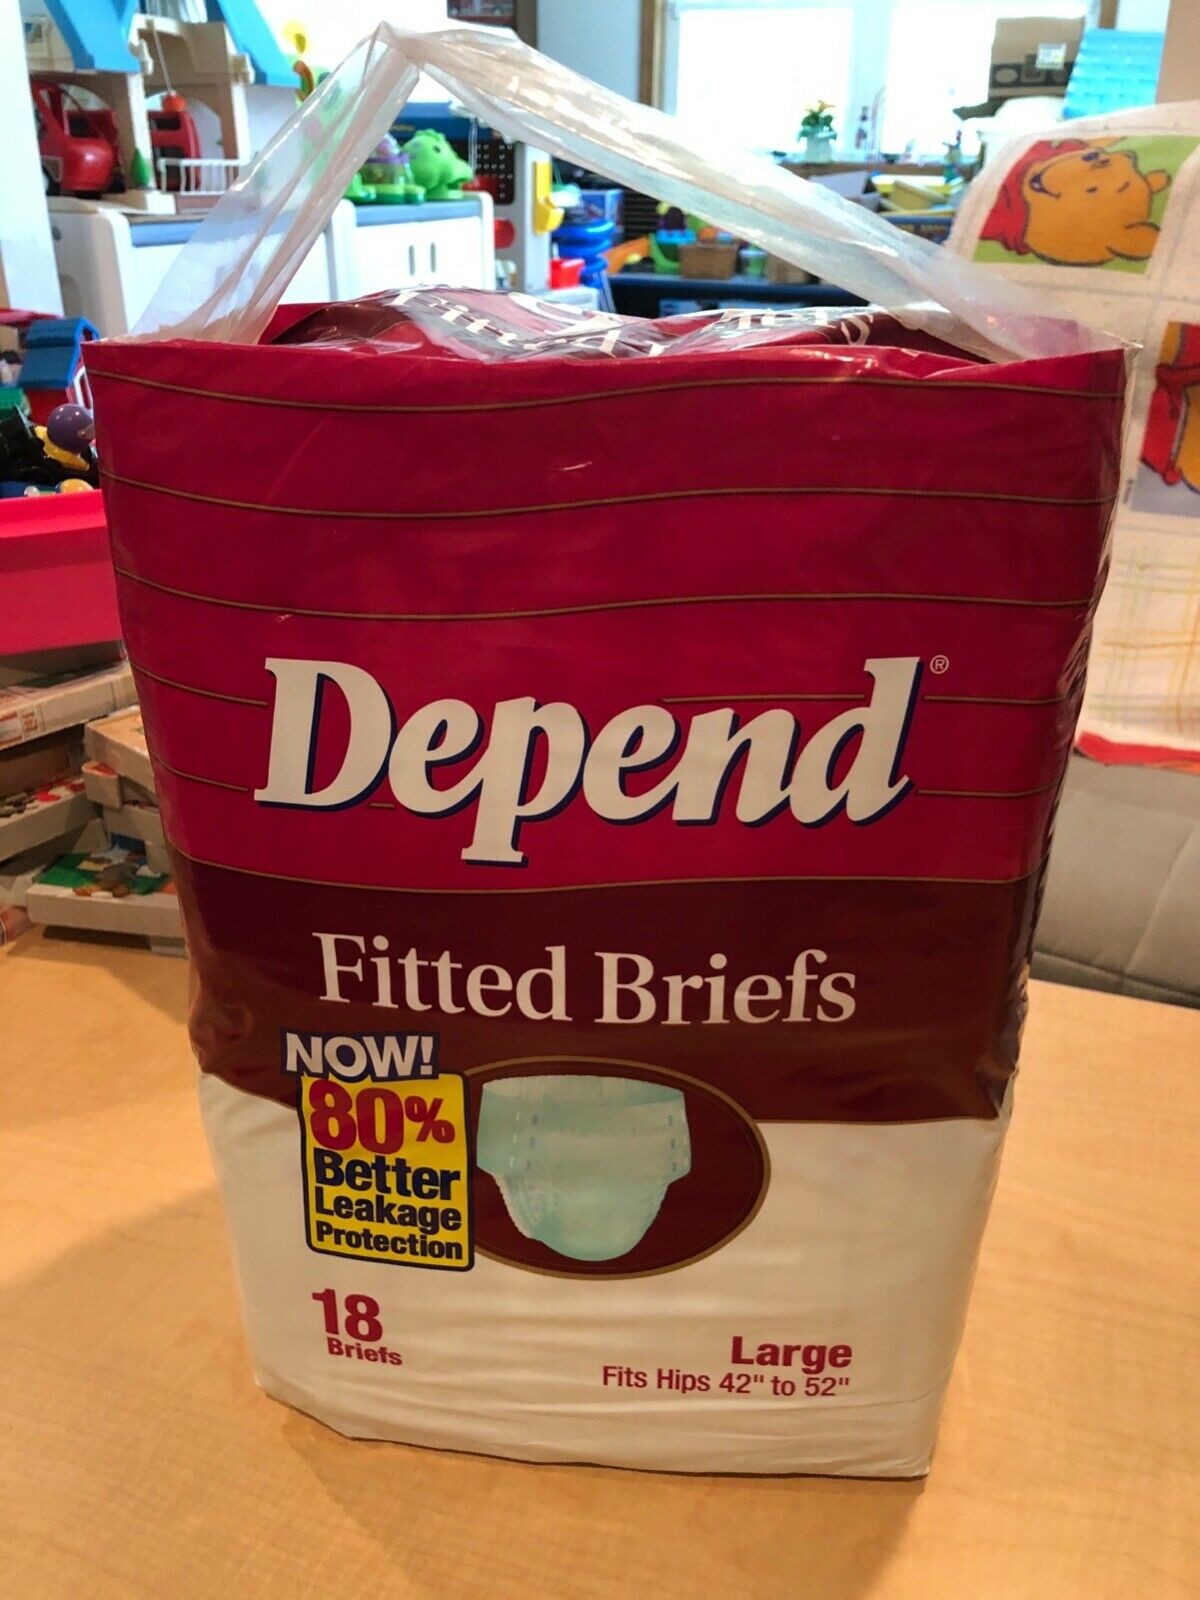 Depend®
Fitted Briefs
NOW!
80%
Better
Leakage
Protection
18
Briefs
Large
Fits Hips 42" to 52"